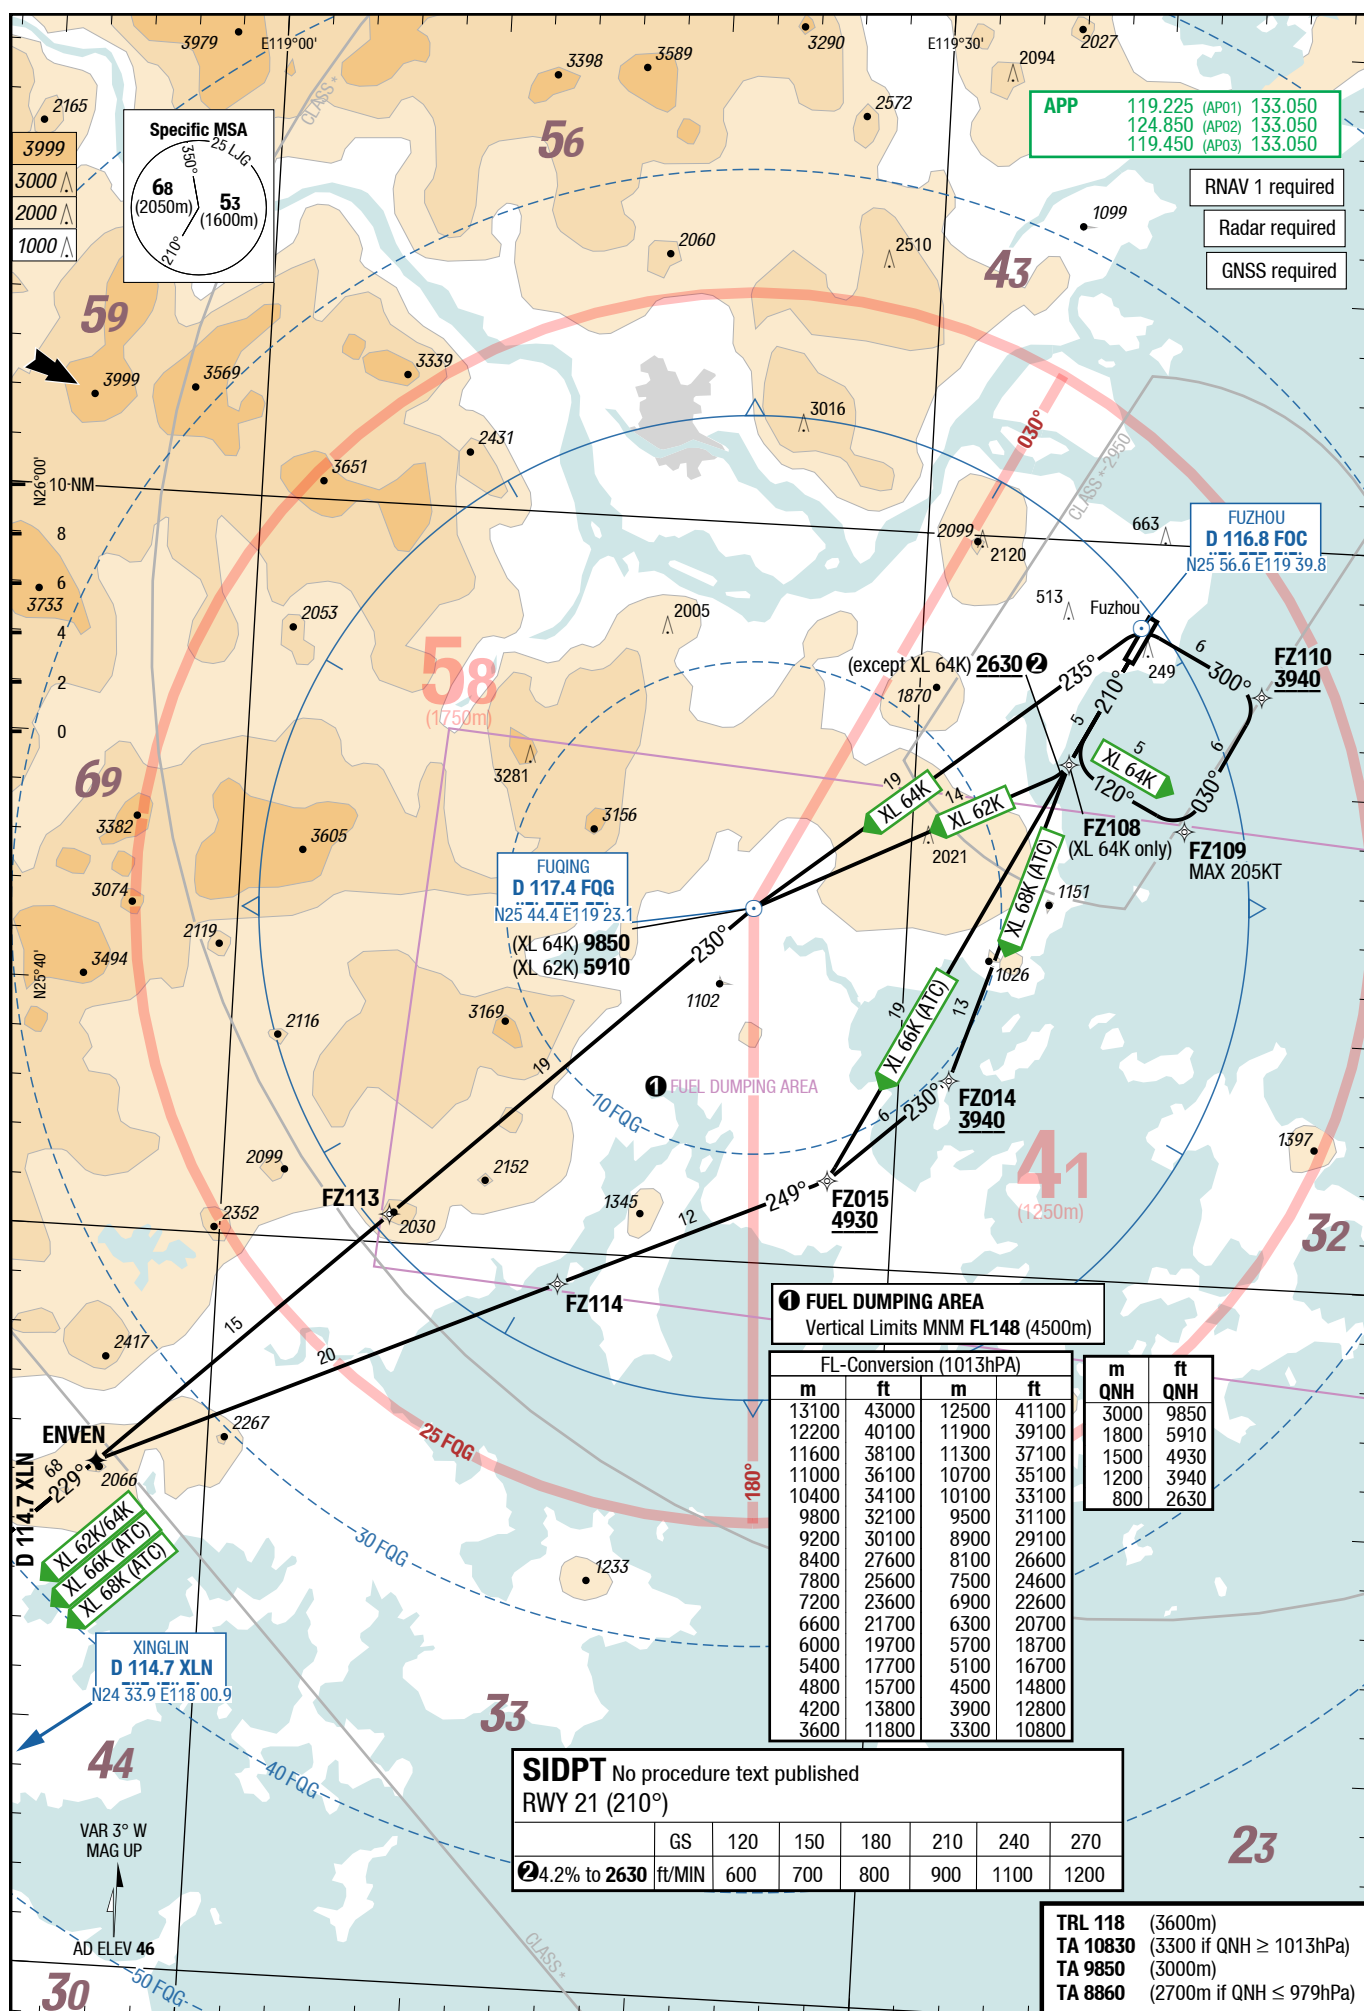 3979
E119°00'
3398
3589
3290
E119°30'
2027
2094
2165
CLASS *
2572
APP 119.225 (AP01) 133.050
124.850 (AP02) 133.050
119.450 (AP03) 133.050
Specific MSA
25 LJG
350°
210°
68
(2050m)
53
(1600m)
3999
3000
2000
1000
56
RNAV 1 required
Radar required
GNSS required
1099
2060
2510
43
59
3999
3569
3339
3016
030°
2431
3651
CLASS * 2950
N26°00'
10 NM
8
6
4
2
0
663
FUZHOU
D 116.8 FOC
N25 56.6 E119 39.8
2099
2120
3733
2053
2005
513
Fuzhou
249
58
(1750m)
(except XL 64K) 2630 ❷
1870
235°
210°
6
300°
FZ110
3940
5
5
XL 64K
120°
6
030°
69
3281
3382
3605
3156
19
XL 64K
14
XL 62K
2021
FZ108
(XL 64K only)
FZ109
MAX 205KT
3074
2119
3494
N25°40'
FUQING
D 117.4 FQG
N25 44.4 E119 23.1
(XL 64K) 9850
(XL 62K) 5910
230°
1151
XL 68K (ATC)
1026
1102
19
XL 66K (ATC)
13
2116
3169
19
❶ FUEL DUMPING AREA
10 FQG
6
230°
FZ014
3940
41
(1250m)
1397
2099
2152
FZ113
2030
2352
1345
12
249°
FZ015
4930
32
FZ114
15
20
2417
❶ FUEL DUMPING AREA
Vertical Limits MNM FL148 (4500m)
FL-Conversion (1013hPA)
m ft m ft
13100 43000 12500 41100
12200 40100 11900 39100
11600 38100 11300 37100
11000 36100 10700 35100
10400 34100 10100 33100
9800 32100 9500 31100
9200 30100 8900 29100
8400 27600 8100 26600
7800 25600 7500 24600
7200 23600 6900 22600
6600 21700 6300 20700
6000 19700 5700 18700
5400 17700 5100 16700
4800 15700 4500 14800
4200 13800 3900 12800
3600 11800 3300 10800
m ft
QNH QNH
3000 9850
1800 5910
1500 4930
1200 3940
800 2630
ENVEN
2267
2066
68
229°
D 114.7 XLN
25 FQG
180°
XL 62K/64K
XL 66K (ATC)
XL 68K (ATC)
30 FQG
1233
XINGLIN
D 114.7 XLN
N24 33.9 E118 00.9
44
33
40 FQG
SIDPT No procedure text published
RWY 21 (210°)
GS 120 150 180 210 240 270
❷4.2% to 2630 ft/MIN 600 700 800 900 1100 1200
23
VAR 3° W
MAG UP
AD ELEV 46
CLASS *
50 FQG
30
TRL 118 (3600m)
TA 10830 (3300 if QNH ≥ 1013hPa)
TA 9850 (3000m)
TA 8860 (2700m if QNH ≤ 979hPa)